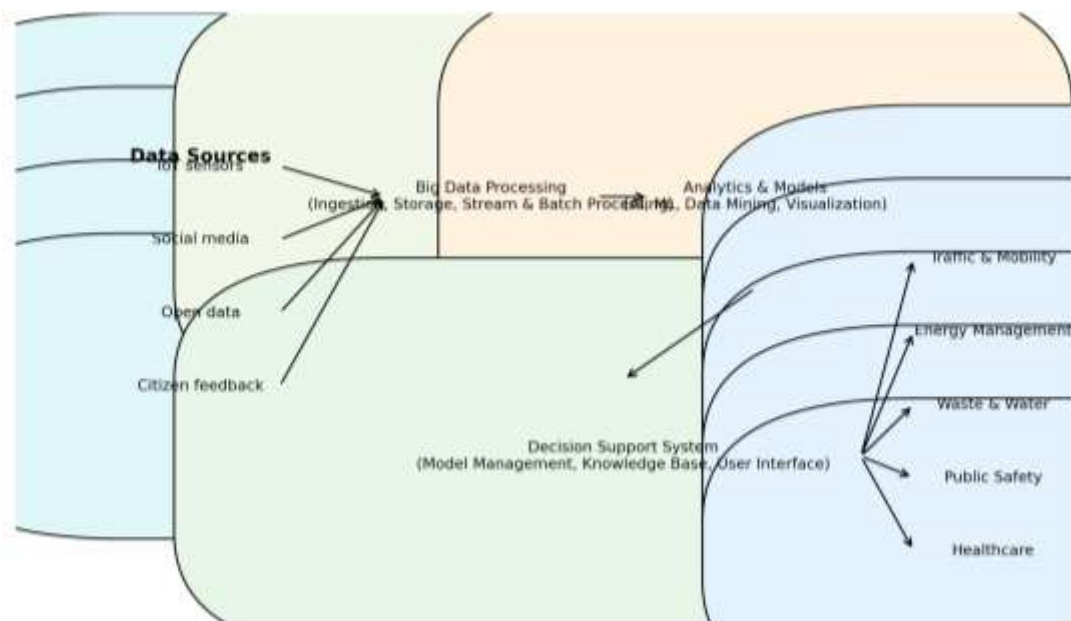 Data Sources
IoT sensors
Social media
Open data
Citizen feedback
Big Data Processing
(Ingestion, Storage, Stream & Batch Processing)
Analytics & Models
ML, Data Mining, Visualization)
Decision Support System
(Model Management, Knowledge Base, User Interface)
Traffic & Mobility
Energy Management
Waste & Water
Public Safety
Healthcare